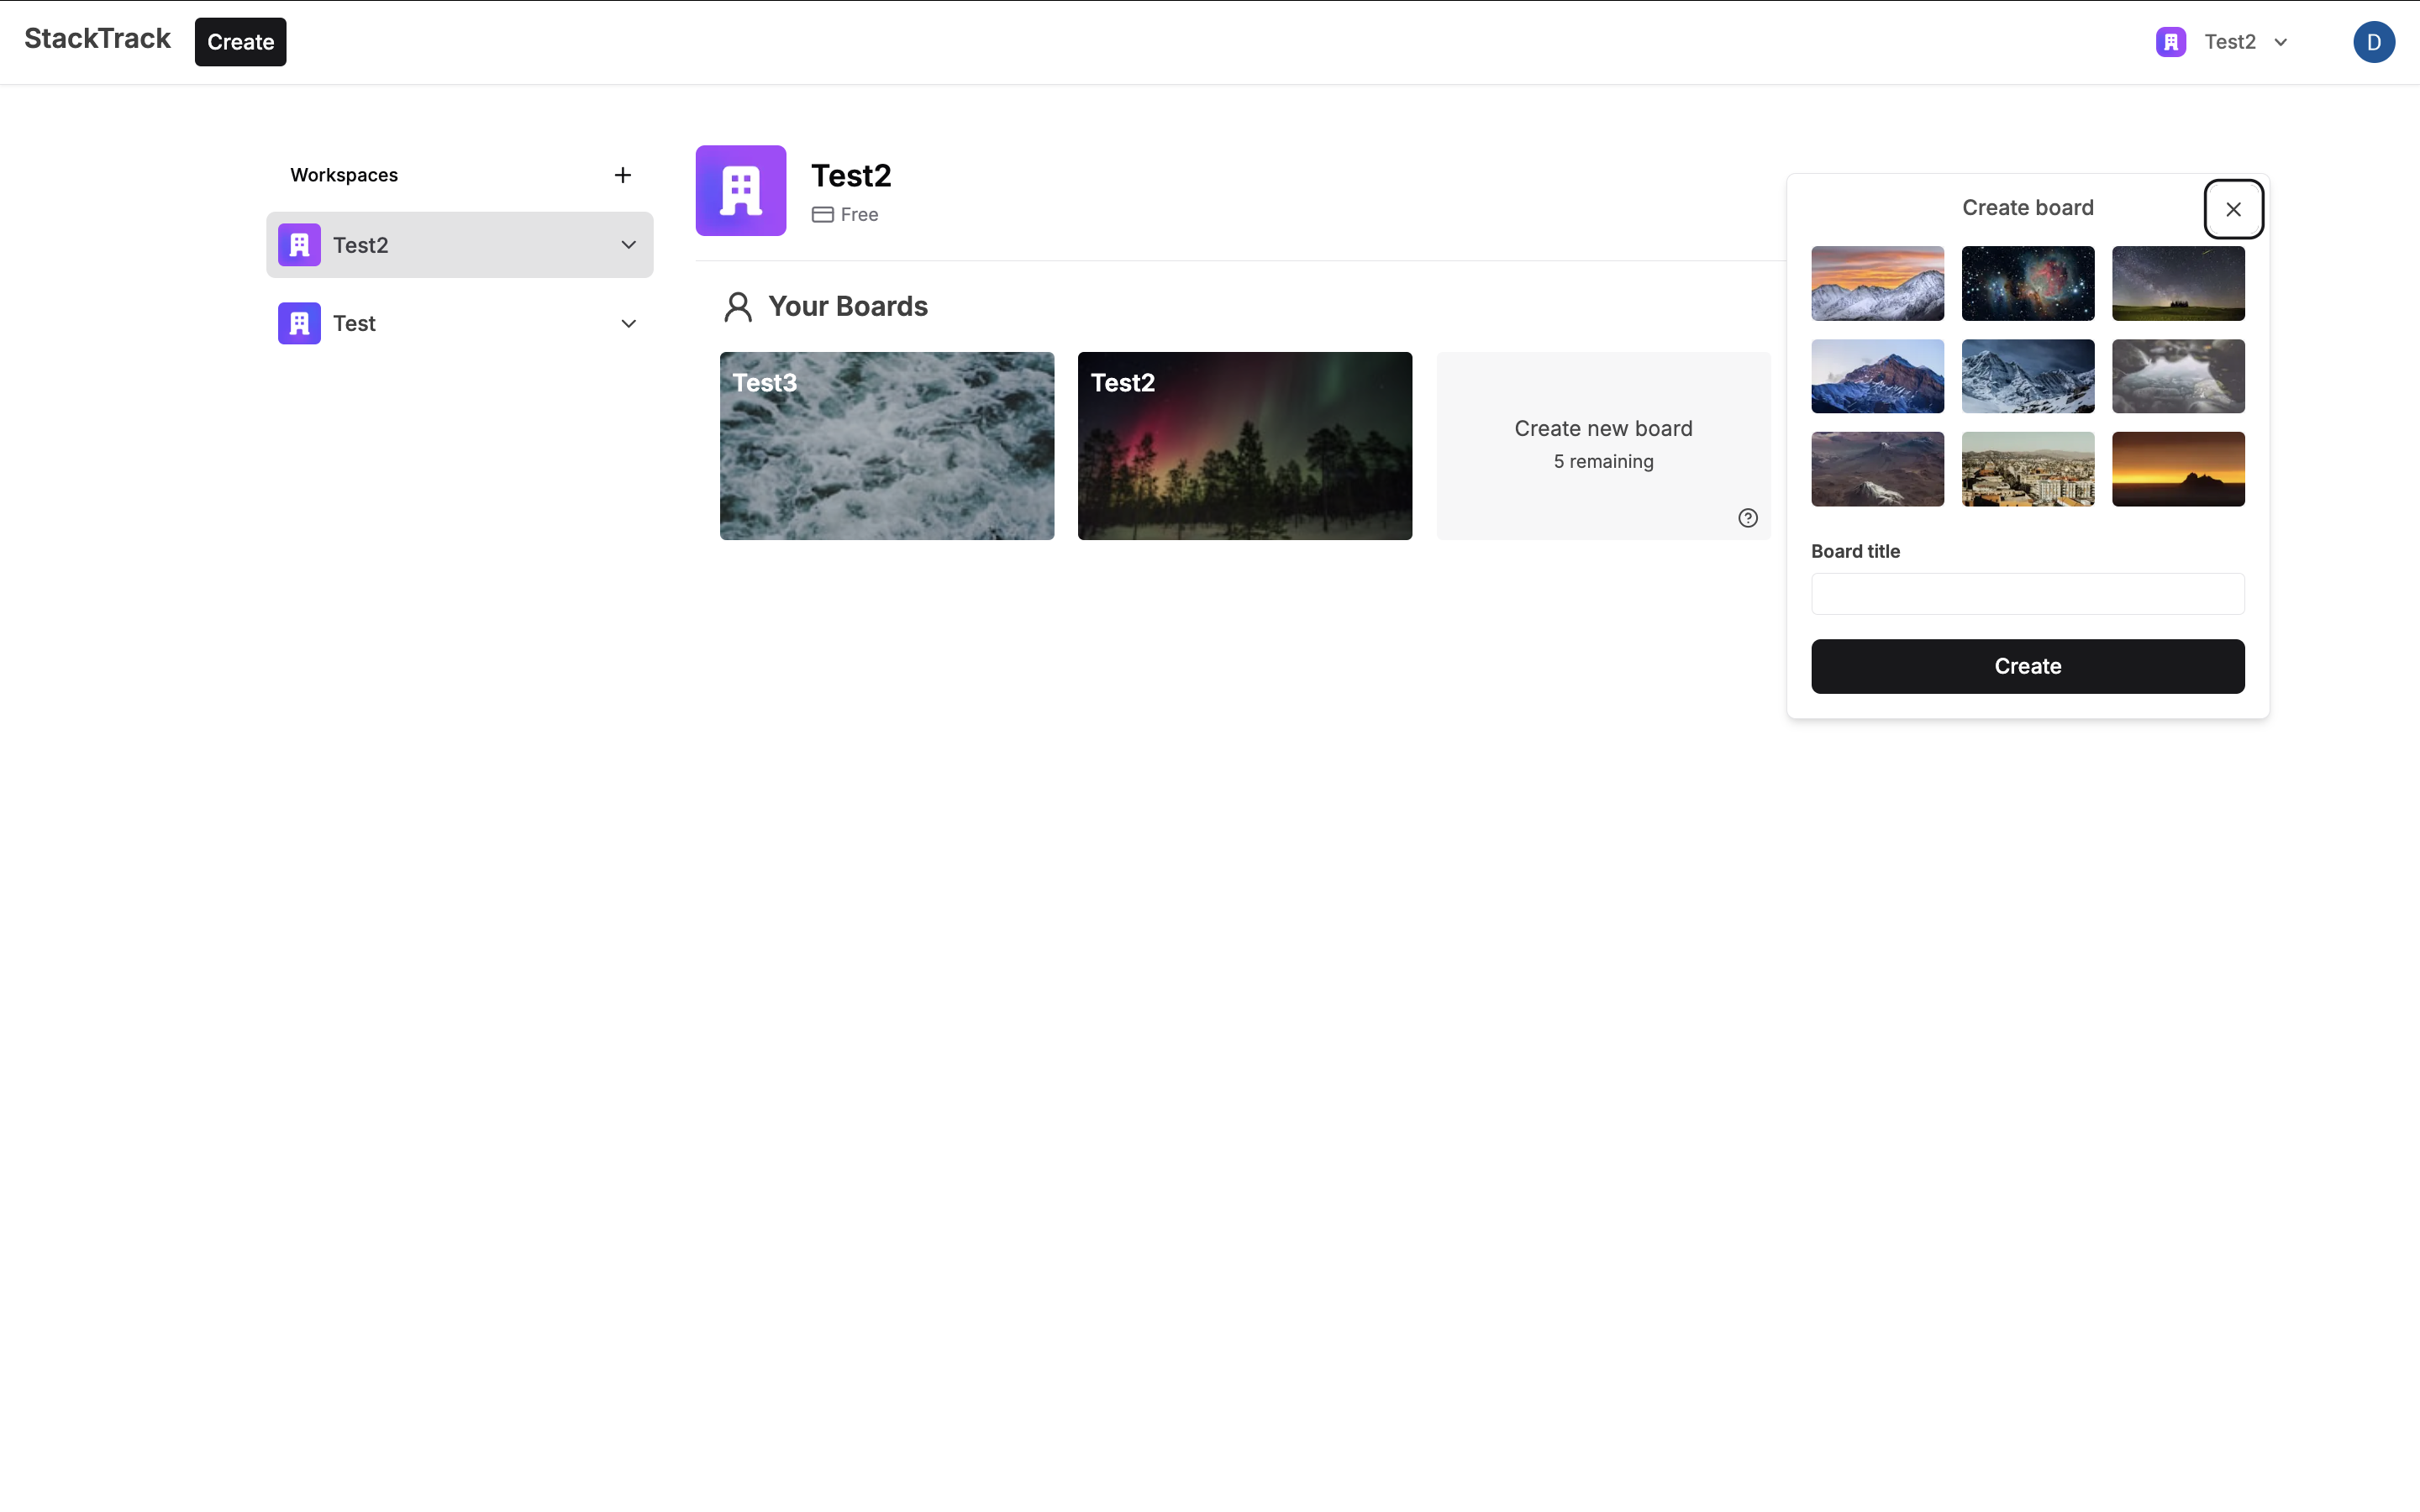 StackTrack
Create
Test2
D
Workspaces
Test2
Test
Test2
Free
Your Boards
Test3
Test2
Create new board
5 remaining
Create board
Board title
Create